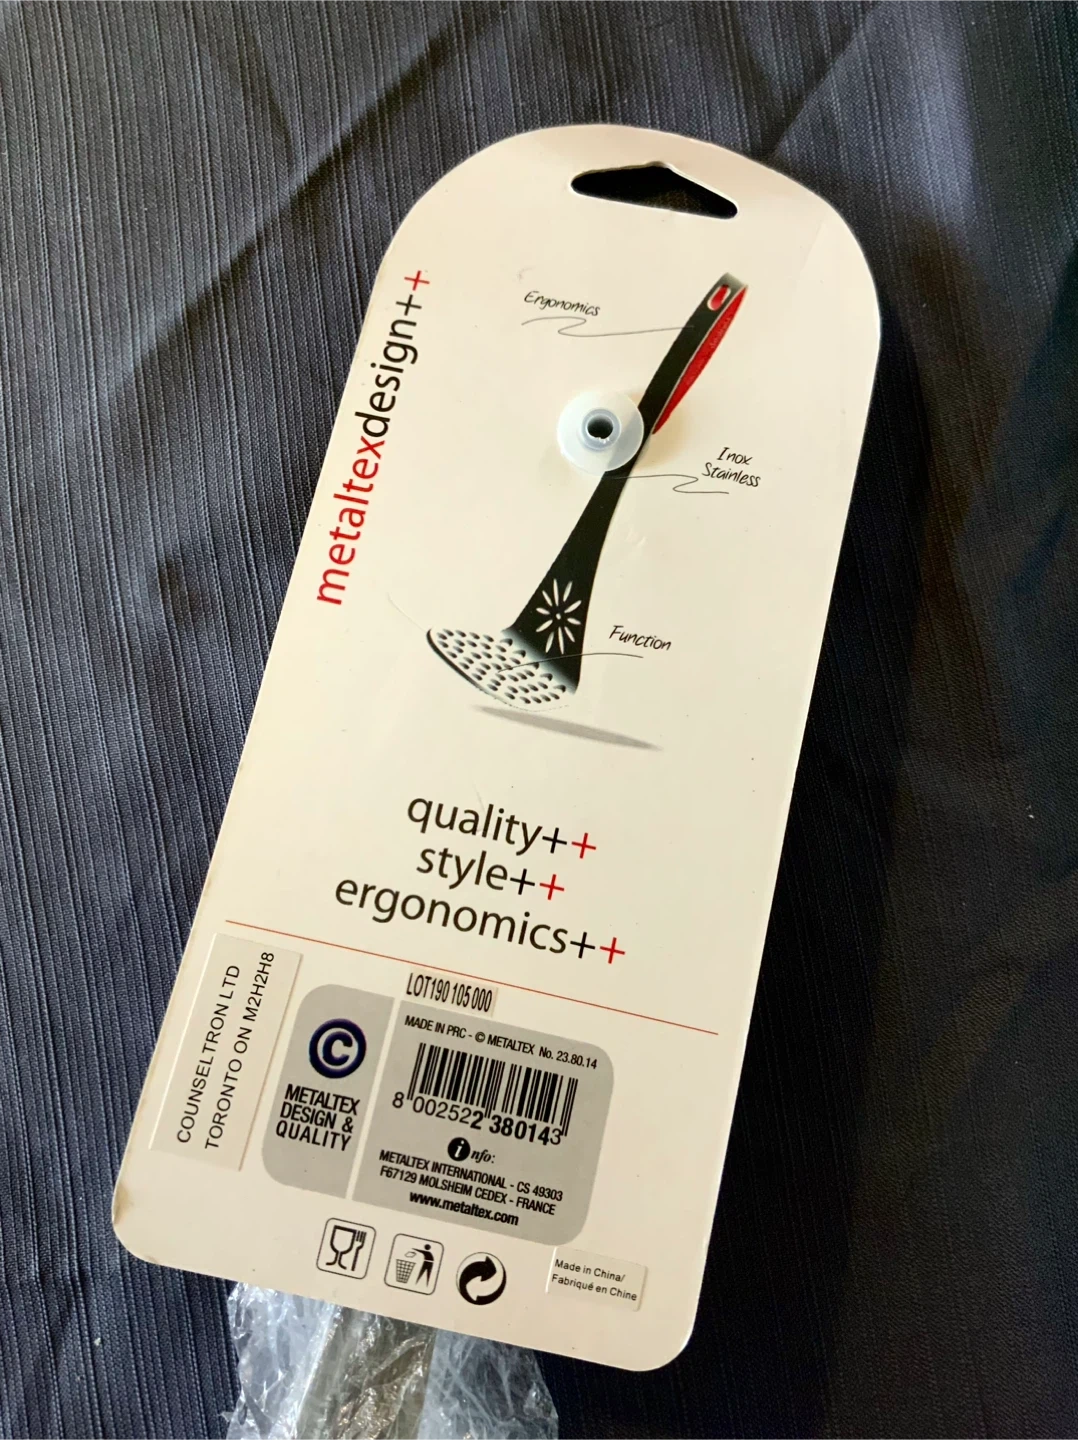 metaltexdesign++
Ergonomics
Inox
Stainless
Function
quality++
style++
ergonomics++
COUNSELTRON LTD
TORONTO ON M2H2H8
LOT190 105 000
©
METALTEX
DESIGN &
QUALITY
MADE IN PRC - © METALTEX No. 23.80.14
8 002522 380143
info:
METALTEX INTERNATIONAL - CS 49303
F67129 MOLSHEIM CEDEX - FRANCE
www.metaltex.com
Made in China/
Fabriqué en Chine